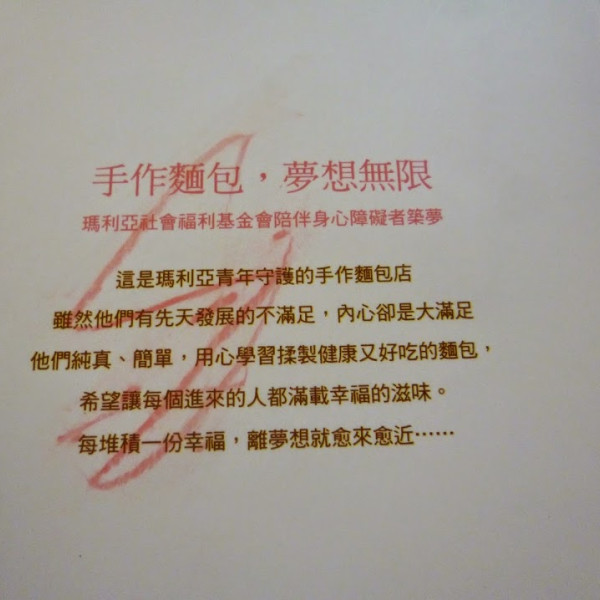 手作麵包，夢想無限
瑪利亞社會福利基金會陪伴身心障礙者築夢
這是瑪利亞青年守護的手作麵包店
雖然他們有先天發展的不滿足，內心卻是大滿足
他們純真、簡單，用心學習揉製健康又好吃的麵包，
希望讓每個進來的人都滿載幸福的滋味。
每堆積一份幸福，離夢想就愈來愈近⋯⋯